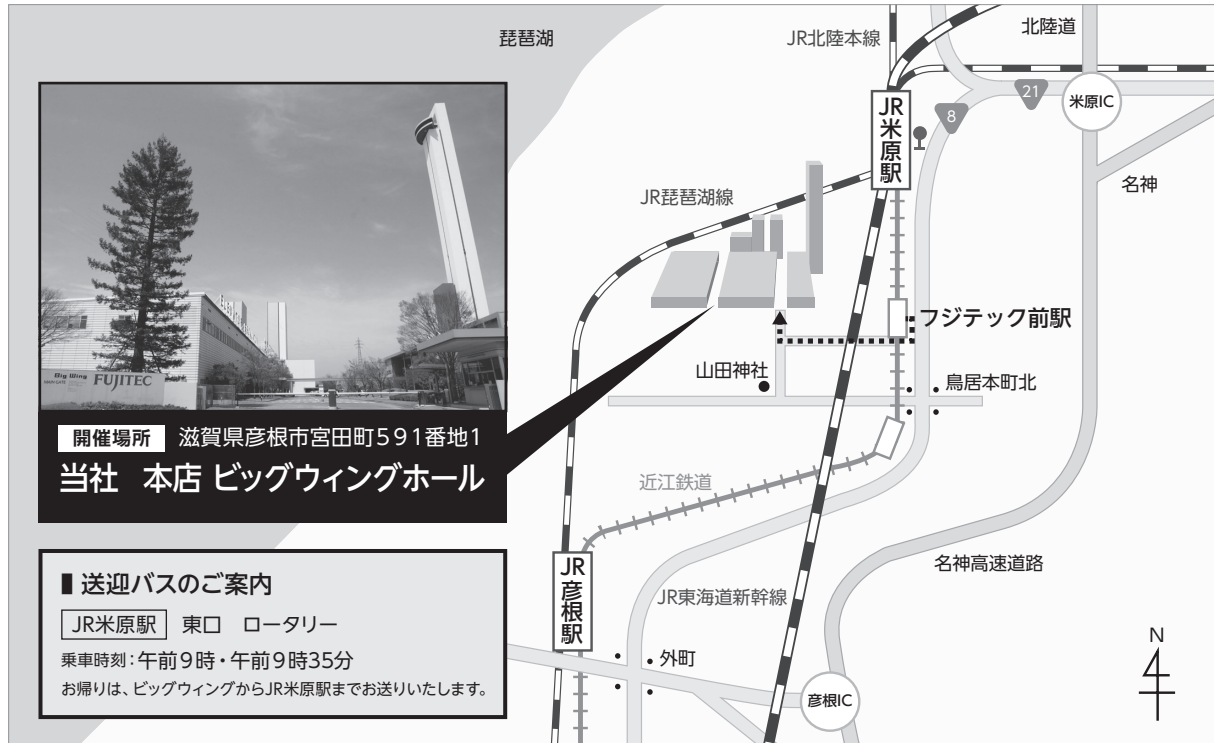 琵琶湖
JR北陸本線
北陸道
JR米原駅
8
21
米原IC
名神
JR琵琶湖線
フジテック前駅
山田神社
鳥居本町北
Big Wing
MAIN GATE
FUJITEC
開催場所 滋賀県彦根市宮田町591番地1
当社 本店 ビッグウィングホール
近江鉄道
名神高速道路
JR彦根駅
JR東海道新幹線
外町
彦根IC
N
■ 送迎バスのご案内
JR米原駅 東口 ロータリー
乗車時刻：午前9時・午前9時35分
お帰りは、ビッグウィングからJR米原駅までお送りいたします。